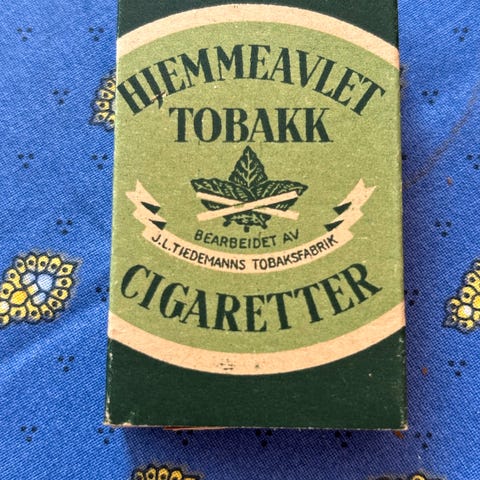 HJEMMEAVLET
TOBAKK
BEARBEIDET AV
J.L.TIEDEMANNS TOBAKSFABRIK
CIGARETTER